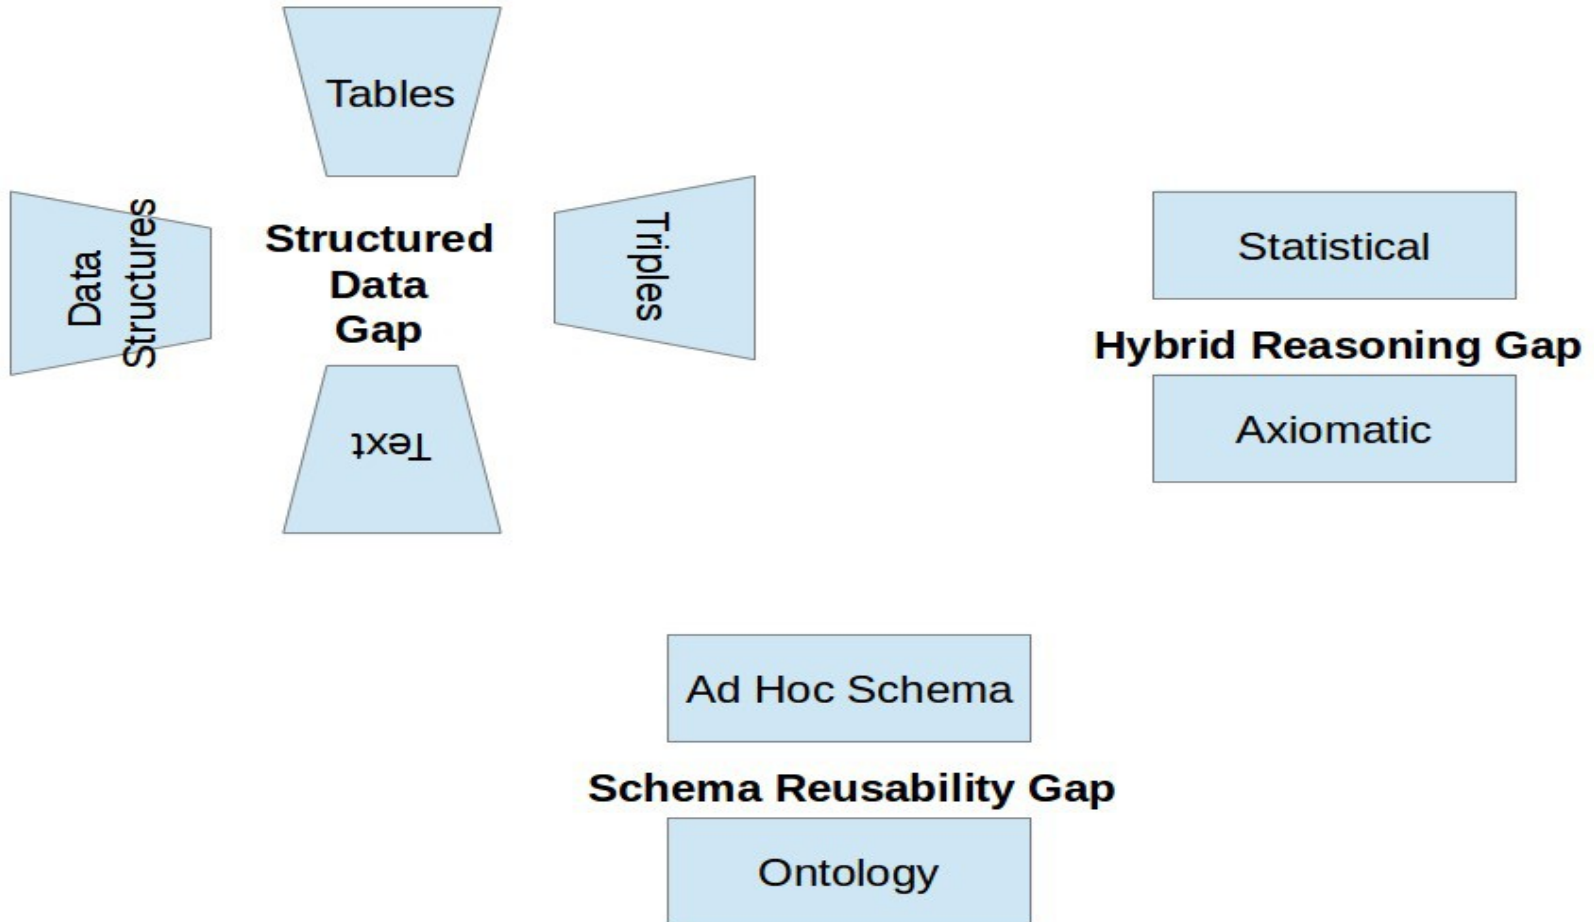 Tables
Data
Structures
Structured
Data
Gap
Triples
Text
Statistical
Hybrid Reasoning Gap
Axiomatic
Ad Hoc Schema
Schema Reusability Gap
Ontology